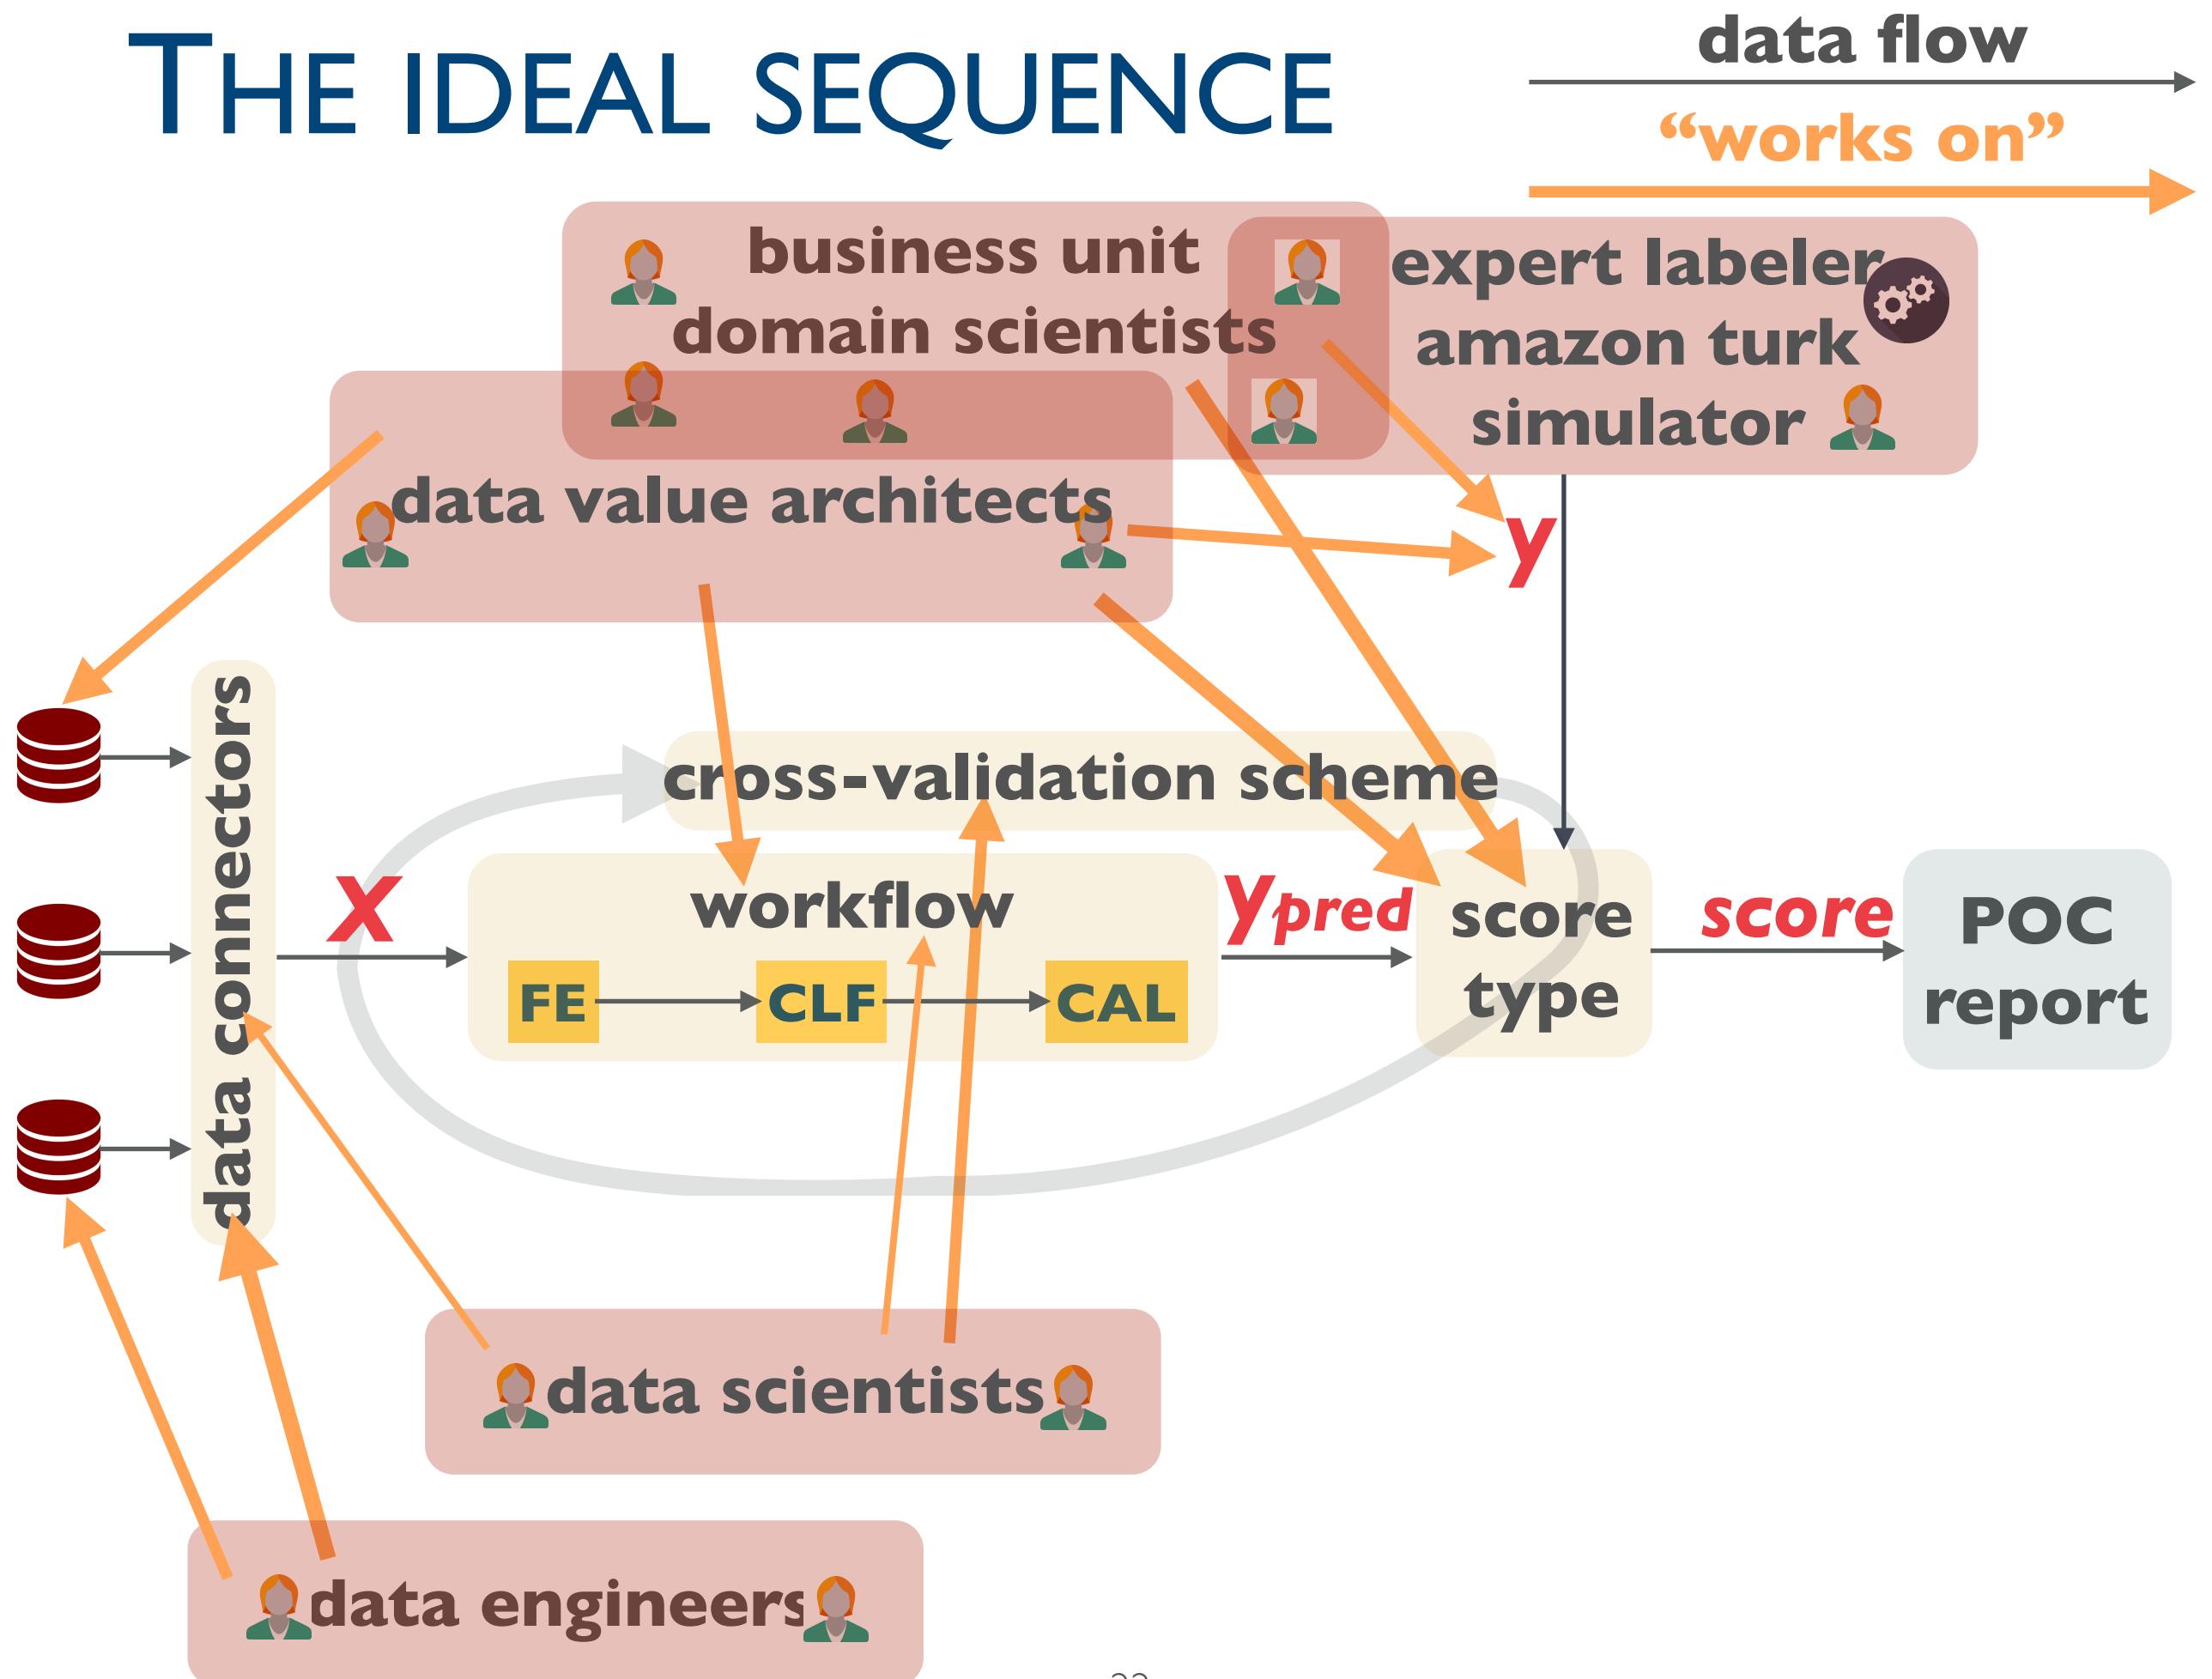 THE IDEAL SEQUENCE
data flow
“works on”
business unit
domain scientists
expert labeler
amazon turk
simulator
data value architects
y
data connectors
cross-validation scheme
X
workflow
FE
CLF
CAL
ypred
score
type
score
POC
report
data scientists
data engineers